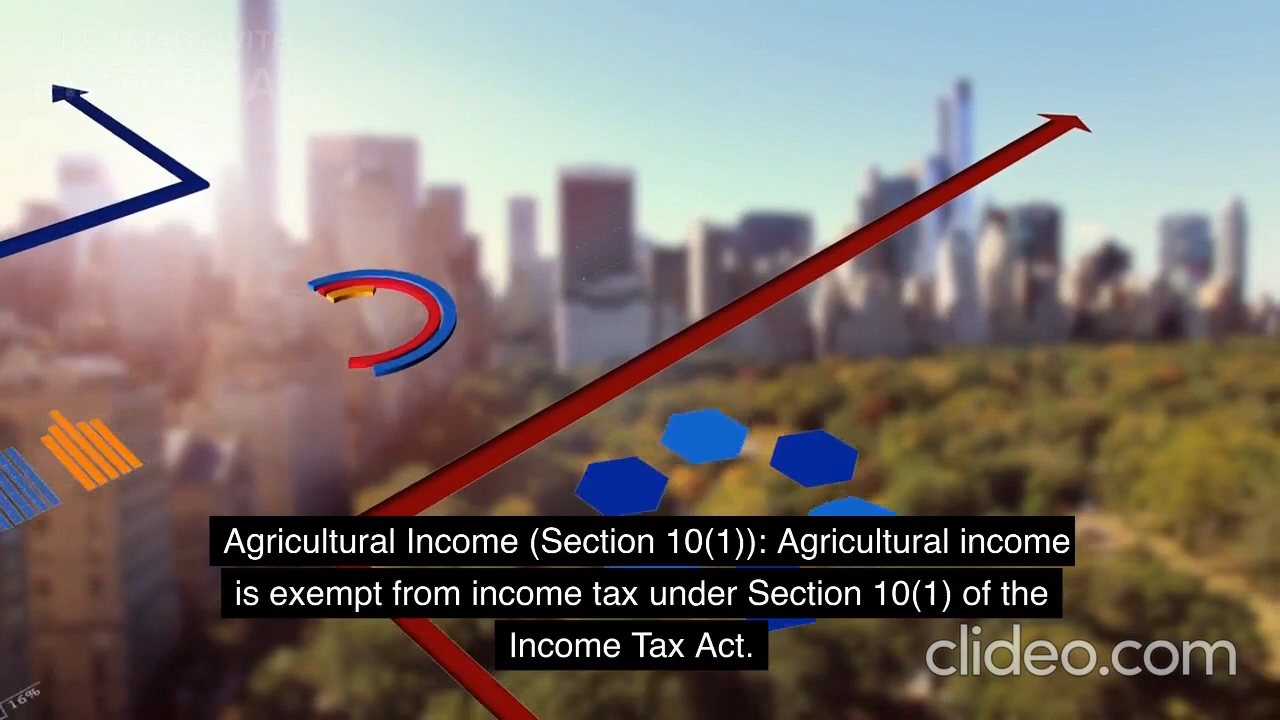 Agricultural Income (Section 10(1)): Agricultural income
is exempt from income tax under Section 10(1) of the
Income Tax Act.
clideo.com
16%